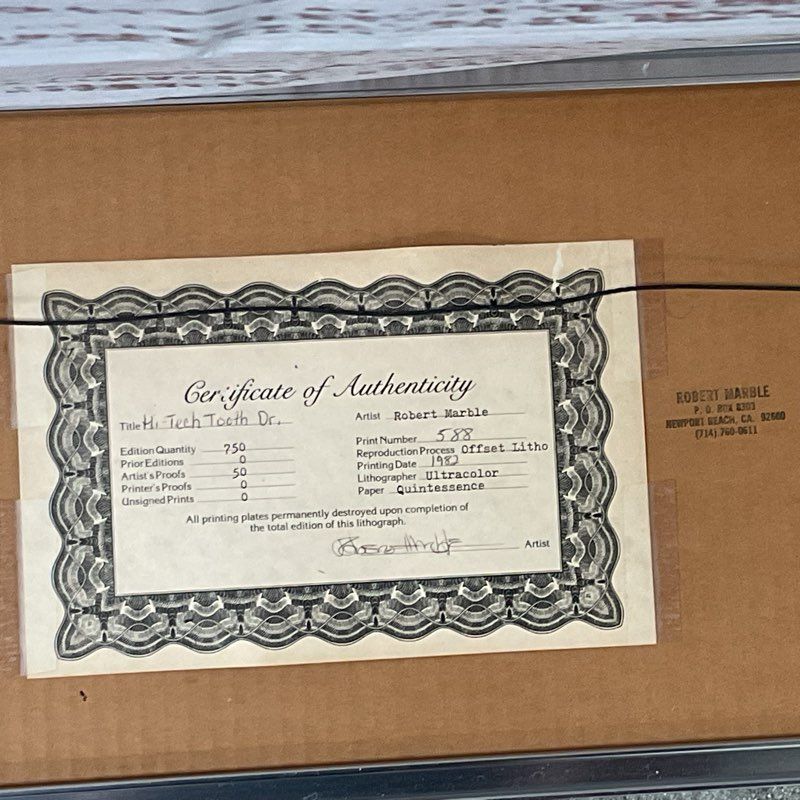 Certificate of Authenticity
Title Hi-Tech Tooth Dr.
Edition Quantity 750
Prior Editions 0
Artist's Proofs 50
Printer's Proofs 0
Unsigned Prints 0
Artist Robert Marble
Print Number 588
Reproduction Process Offset Litho
Printing Date 1982
Lithographer Ultracolor
Paper Quintessence
All printing plates permanently destroyed upon completion of
the total edition of this lithograph.
Artist
ROBERT MARBLE
P. O. BOX 8303
NEWPORT BEACH, CA. 92660
(714) 760-0611